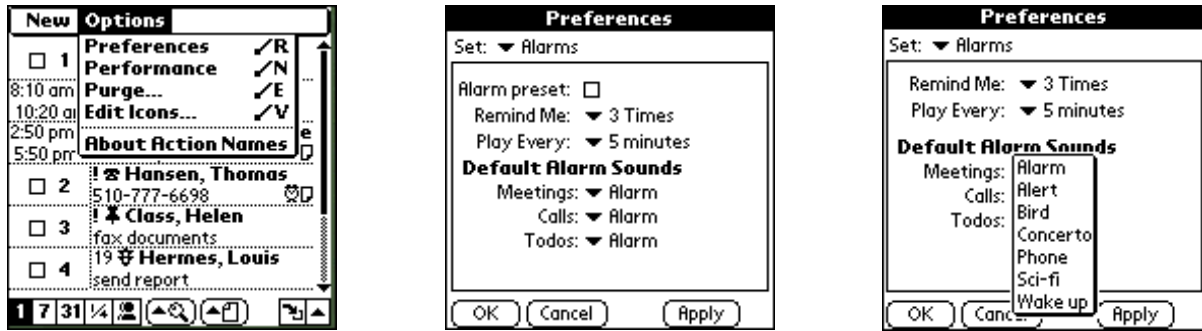 New Options
Preferences R
Performance N
Purge... E
Edit Icons... V
About Action Names
1
8:10 am
10:20
2:50 pm
5:50
2 ! Hansen, Thomas
510-777-6698
3 ! Class, Helen
fax documents
4 19 Hermes, Louis
send report
1 7 31
Preferences
Set: Alarms
Alarm preset:
Remind Me: 3 Times
Play Every: 5 minutes
Default Alarm Sounds
Meetings: Alarm
Calls: Alarm
Todos: Alarm
OK Cancel Apply
Preferences
Set: Alarms
Remind Me: 3 Times
Play Every: 5 minutes
Default Alarm Sounds
Meetings:
Calls:
Todos:
Alarm
Alert
Bird
Concerto
Phone
Sci-fi
Wake up
OK Apply